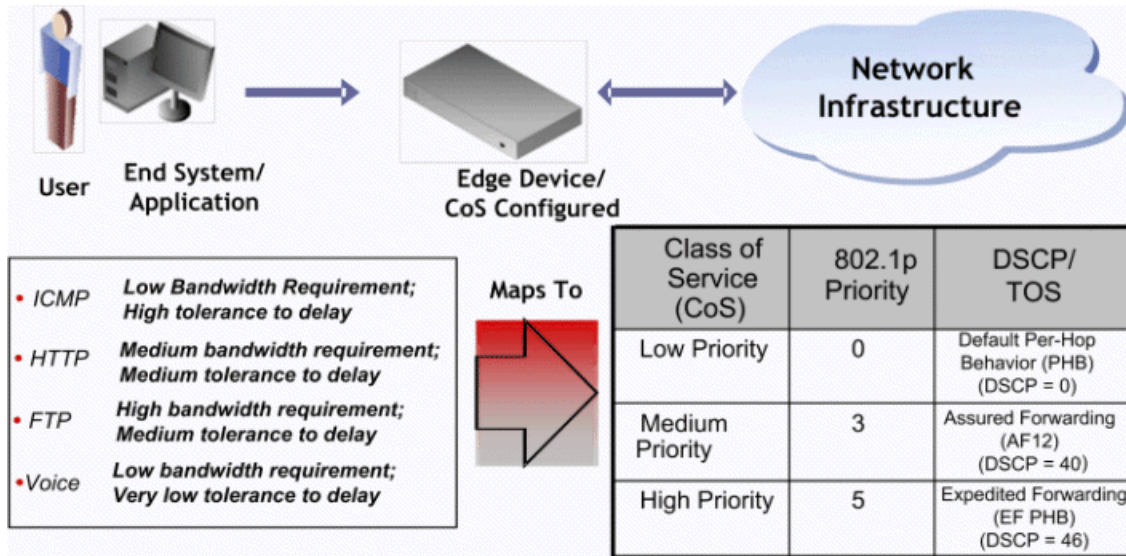 Network
Infrastructure
User
End System/
Application
Edge Device/
CoS Configured
• ICMP Low Bandwidth Requirement;
High tolerance to delay
• HTTP Medium bandwidth requirement;
Medium tolerance to delay
• FTP High bandwidth requirement;
Medium tolerance to delay
•Voice Low bandwidth requirement;
Very low tolerance to delay
Maps To
Class of
Service
(CoS)
802.1p
Priority
DSCP/
TOS
Low Priority
0
Default Per-Hop
Behavior (PHB)
(DSCP = 0)
Medium
Priority
3
Assured Forwarding
(AF12)
(DSCP = 40)
High Priority
5
Expedited Forwarding
(EF PHB)
(DSCP = 46)